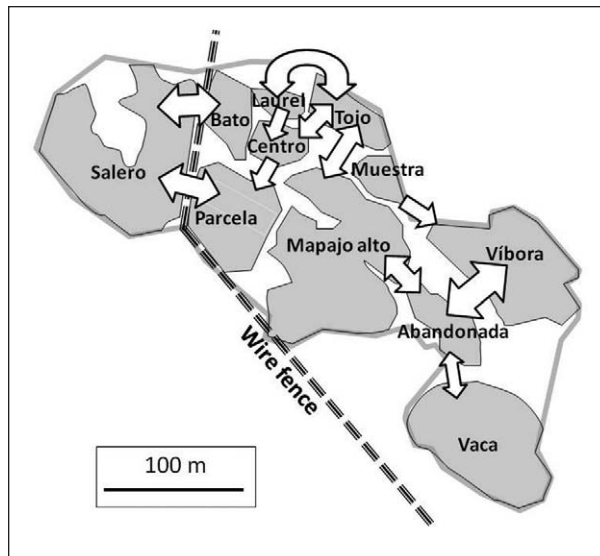 Laurel
Bato
Tojo
Centro
Salero
Muestra
Parcela
Mapajo alto
Víbora
Abandonada
Wire fence
Vaca
100 m